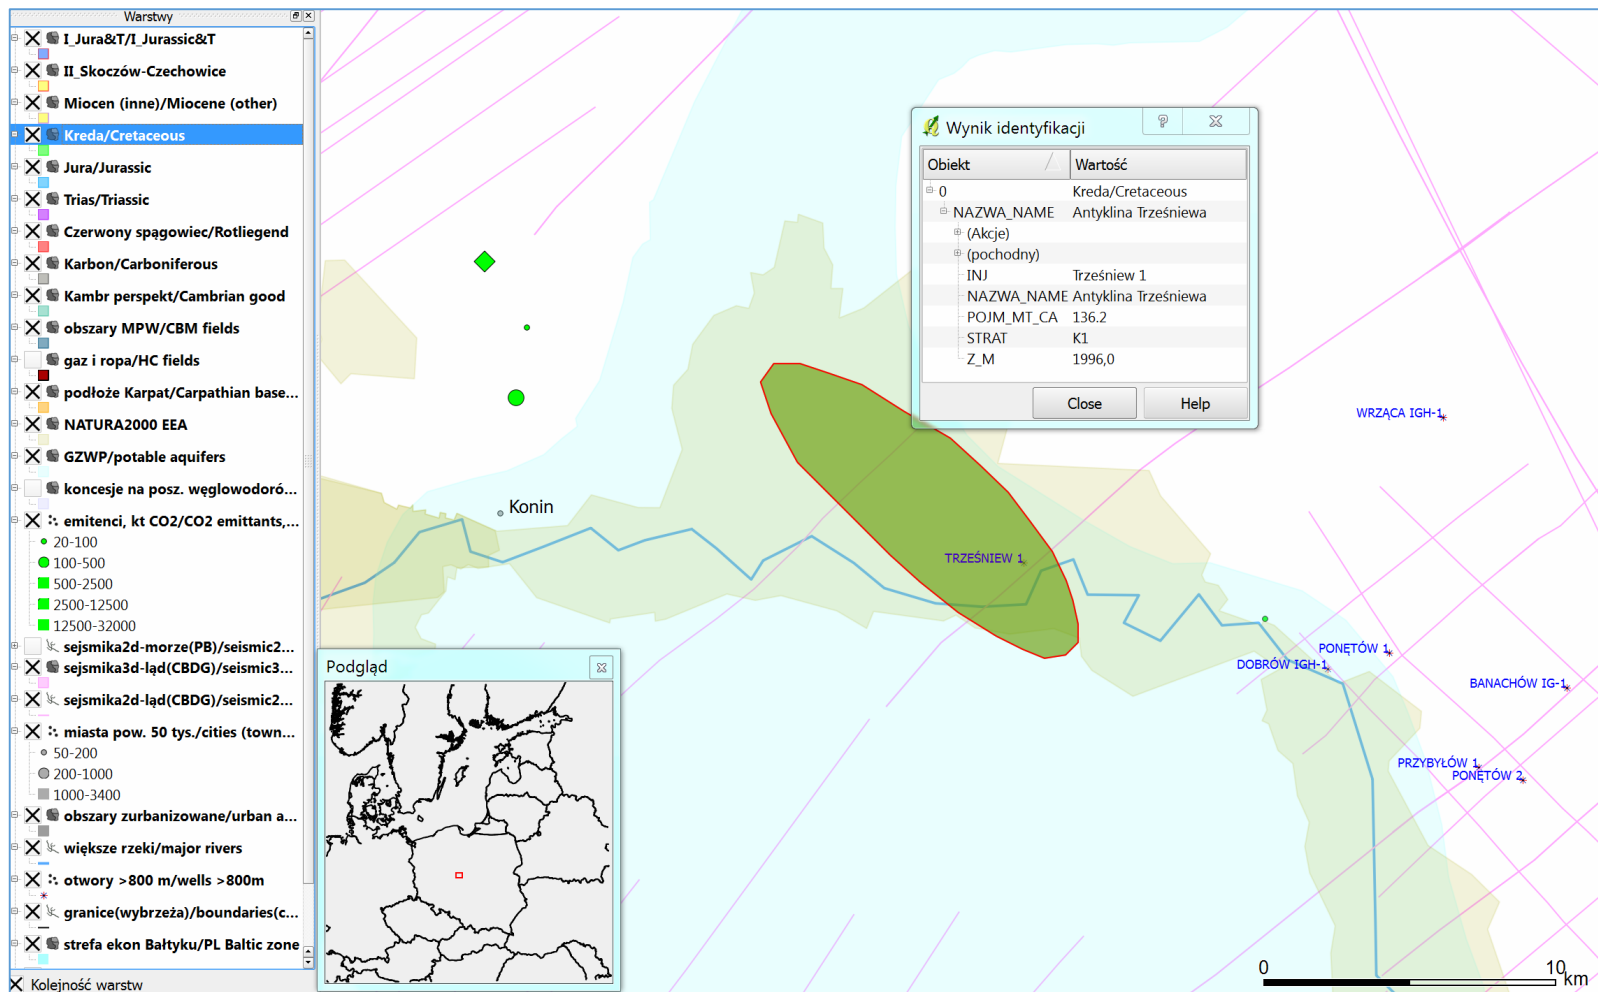 Warstwy
I_Jura&T/I_Jurassic&T
II_Skoczów-Czechowice
Miocen (inne)/Miocene (other)
Kreda/Cretaceous
Jura/Jurassic
Trias/Triassic
Czerwony spągowiec/Rotliegend
Karbon/Carboniferous
Kambr perspekt/Cambrian good
obszary MPW/CBM fields
gaz i ropa/HC fields
podłoże Karpat/Carpathian base...
NATURA2000 EEA
GZWP/potable aquifers
koncesje na posz. węglowodoró...
emitenci, kt CO2/CO2 emittants,...
20-100
100-500
500-2500
2500-12500
12500-32000
sejsmika2d-morze(PB)/seismic2...
sejsmika3d-ląd(CBDG)/seismic3...
sejsmika2d-ląd(CBDG)/seismic2...
miasta pow. 50 tys./cities (town...
50-200
200-1000
1000-3400
obszary zurbanizowane/urban a...
większe rzeki/major rivers
otwory >800 m/wells >800m
granice(wybrzeża)/boundaries(c...
strefa ekon Bałtyku/PL Baltic zone
Kolejność warstw
Wynik identyfikacji
Obiekt Wartość
0 Kreda/Cretaceous
NAZWA_NAME Antyklina Trześniewa
(Akcje)
(pochodny)
INJ Trześniew 1
NAZWA_NAME Antyklina Trześniewa
POJM_MT_CA 136.2
STRAT K1
Z_M 1996,0
Close Help
WRZĄCA IGH-1
Konin
TRZEŚNIEW 1
PONĘTÓW 1
DOBRÓW IGH-1
BANACHÓW IG-1
PRZYBYŁÓW 1
PONĘTÓW 2
Podgląd
0 10 km